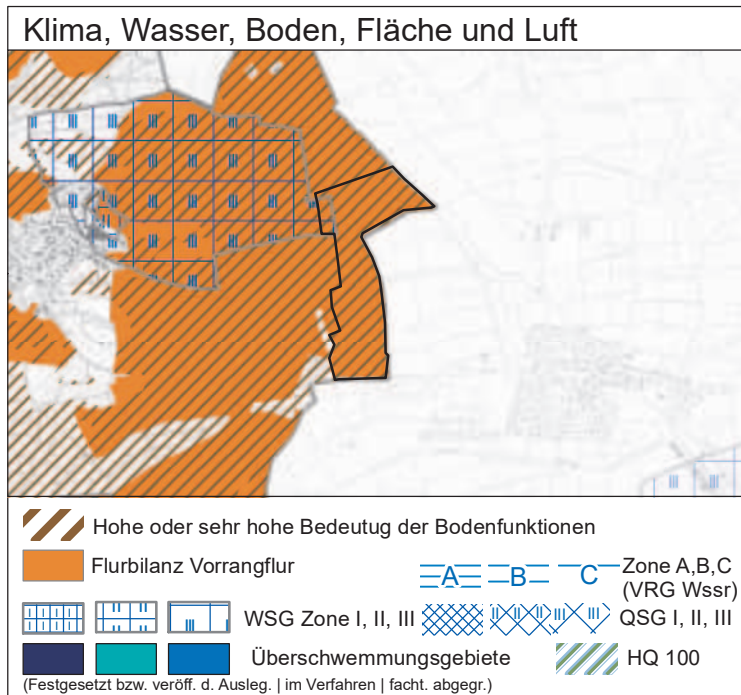 Klima, Wasser, Boden, Fläche und Luft
Hohe oder sehr hohe Bedeutug der Bodenfunktionen
Flurbilanz Vorrangflur
A B C Zone A,B,C
(VRG Wssr)
WSG Zone I, II, III
QSG I, II, III
Überschwemmungsgebiete
HQ 100
(Festgesetzt bzw. veröff. d. Ausleg. | im Verfahren | facht. abgegr.)